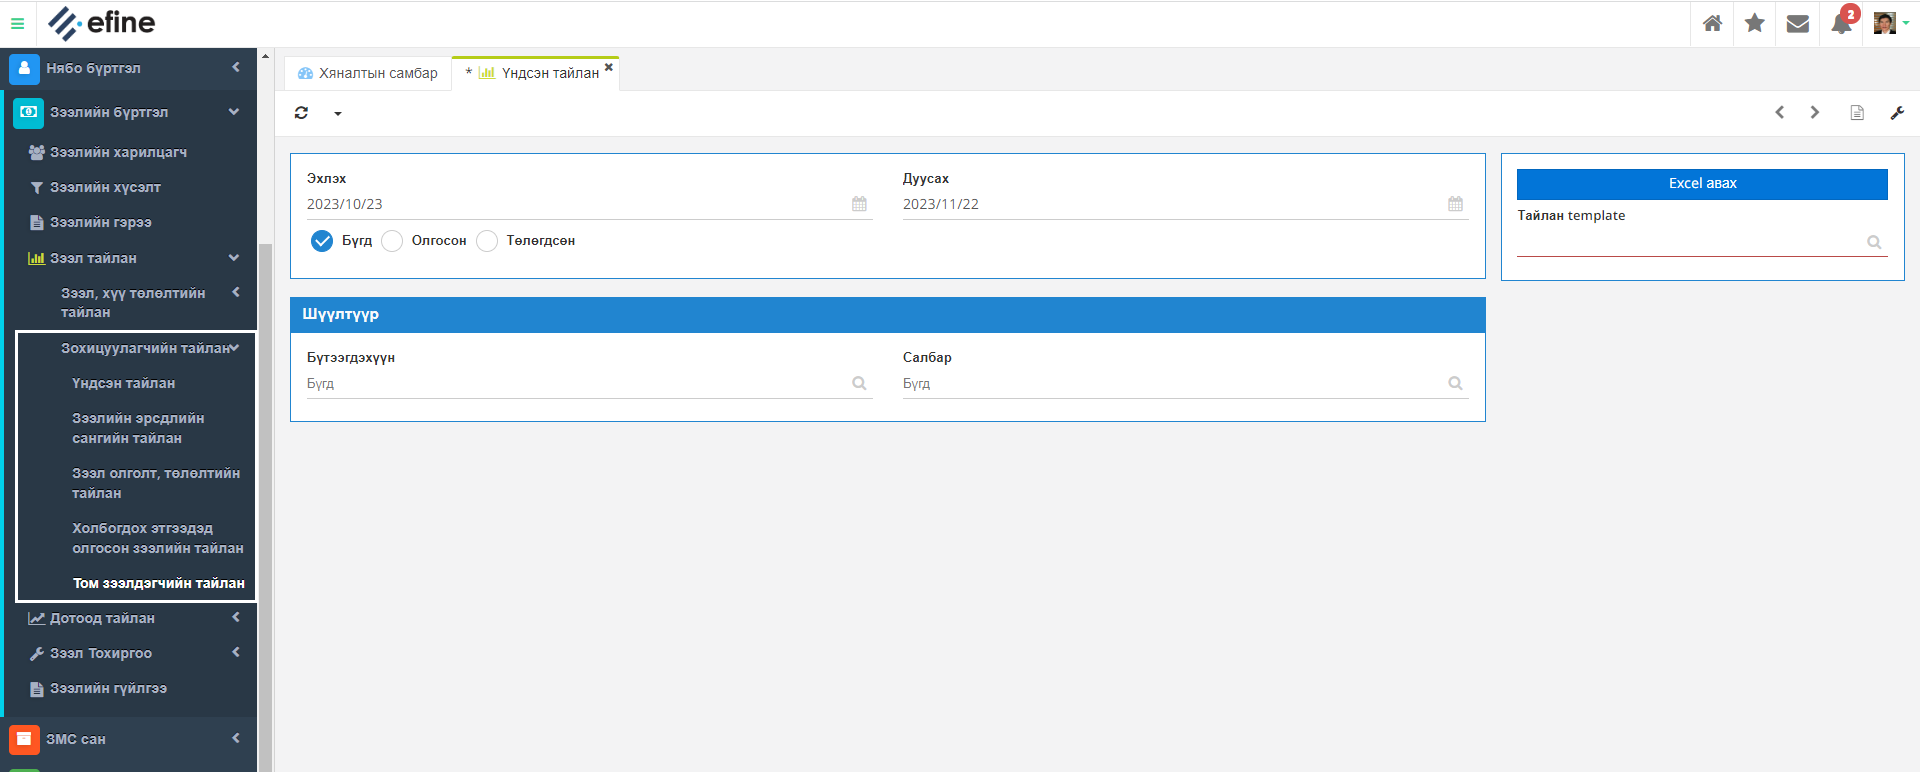 efine
2
Нябо бүртгэл
Зээлийн бүртгэл
Зээлийн харилцагч
Зээлийн хүсэлт
Зээлийн гэрээ
Зээл тайлан
Зээл, хүү төлөлтийн
тайлан
Зохицуулагчийн тайлан
Үндсэн тайлан
Зээлийн эрсдлийн
сангийн тайлан
Зээл олголт, төлөлтийн
тайлан
Холбогдох этгээдэд
олгосон зээлийн тайлан
Том зээлдэгчийн тайлан
Дотоод тайлан
Зээл Тохиргоо
Зээлийн гүйлгээ
ЗМС сан
Хяналтын самбар
* Үндсэн тайлан
Эхлэх
2023/10/23
Дуусах
2023/11/22
Бүгд Олгосон Төлөгдсөн
Шүүлтүүр
Бүтээгдэхүүн
Бүгд
Салбар
Бүгд
Excel авах
Тайлан template